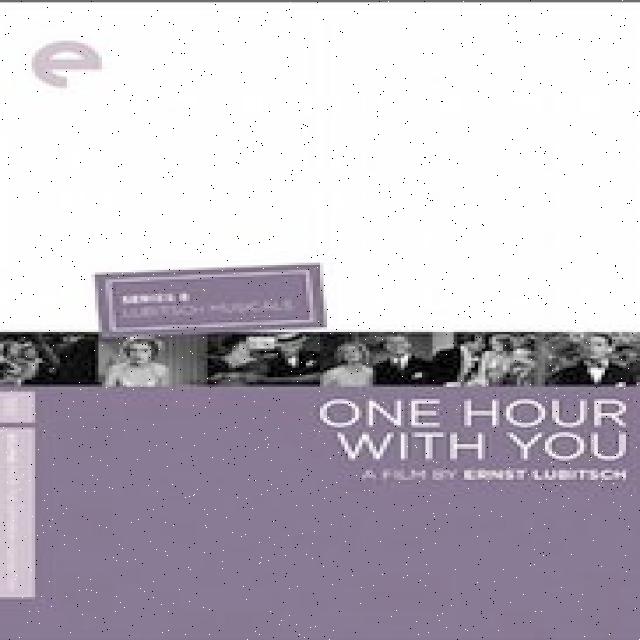 e
SERIES 8
LUBITSCH MUSICALS
ONE HOUR
WITH YOU
A FILM BY ERNST LUBITSCH